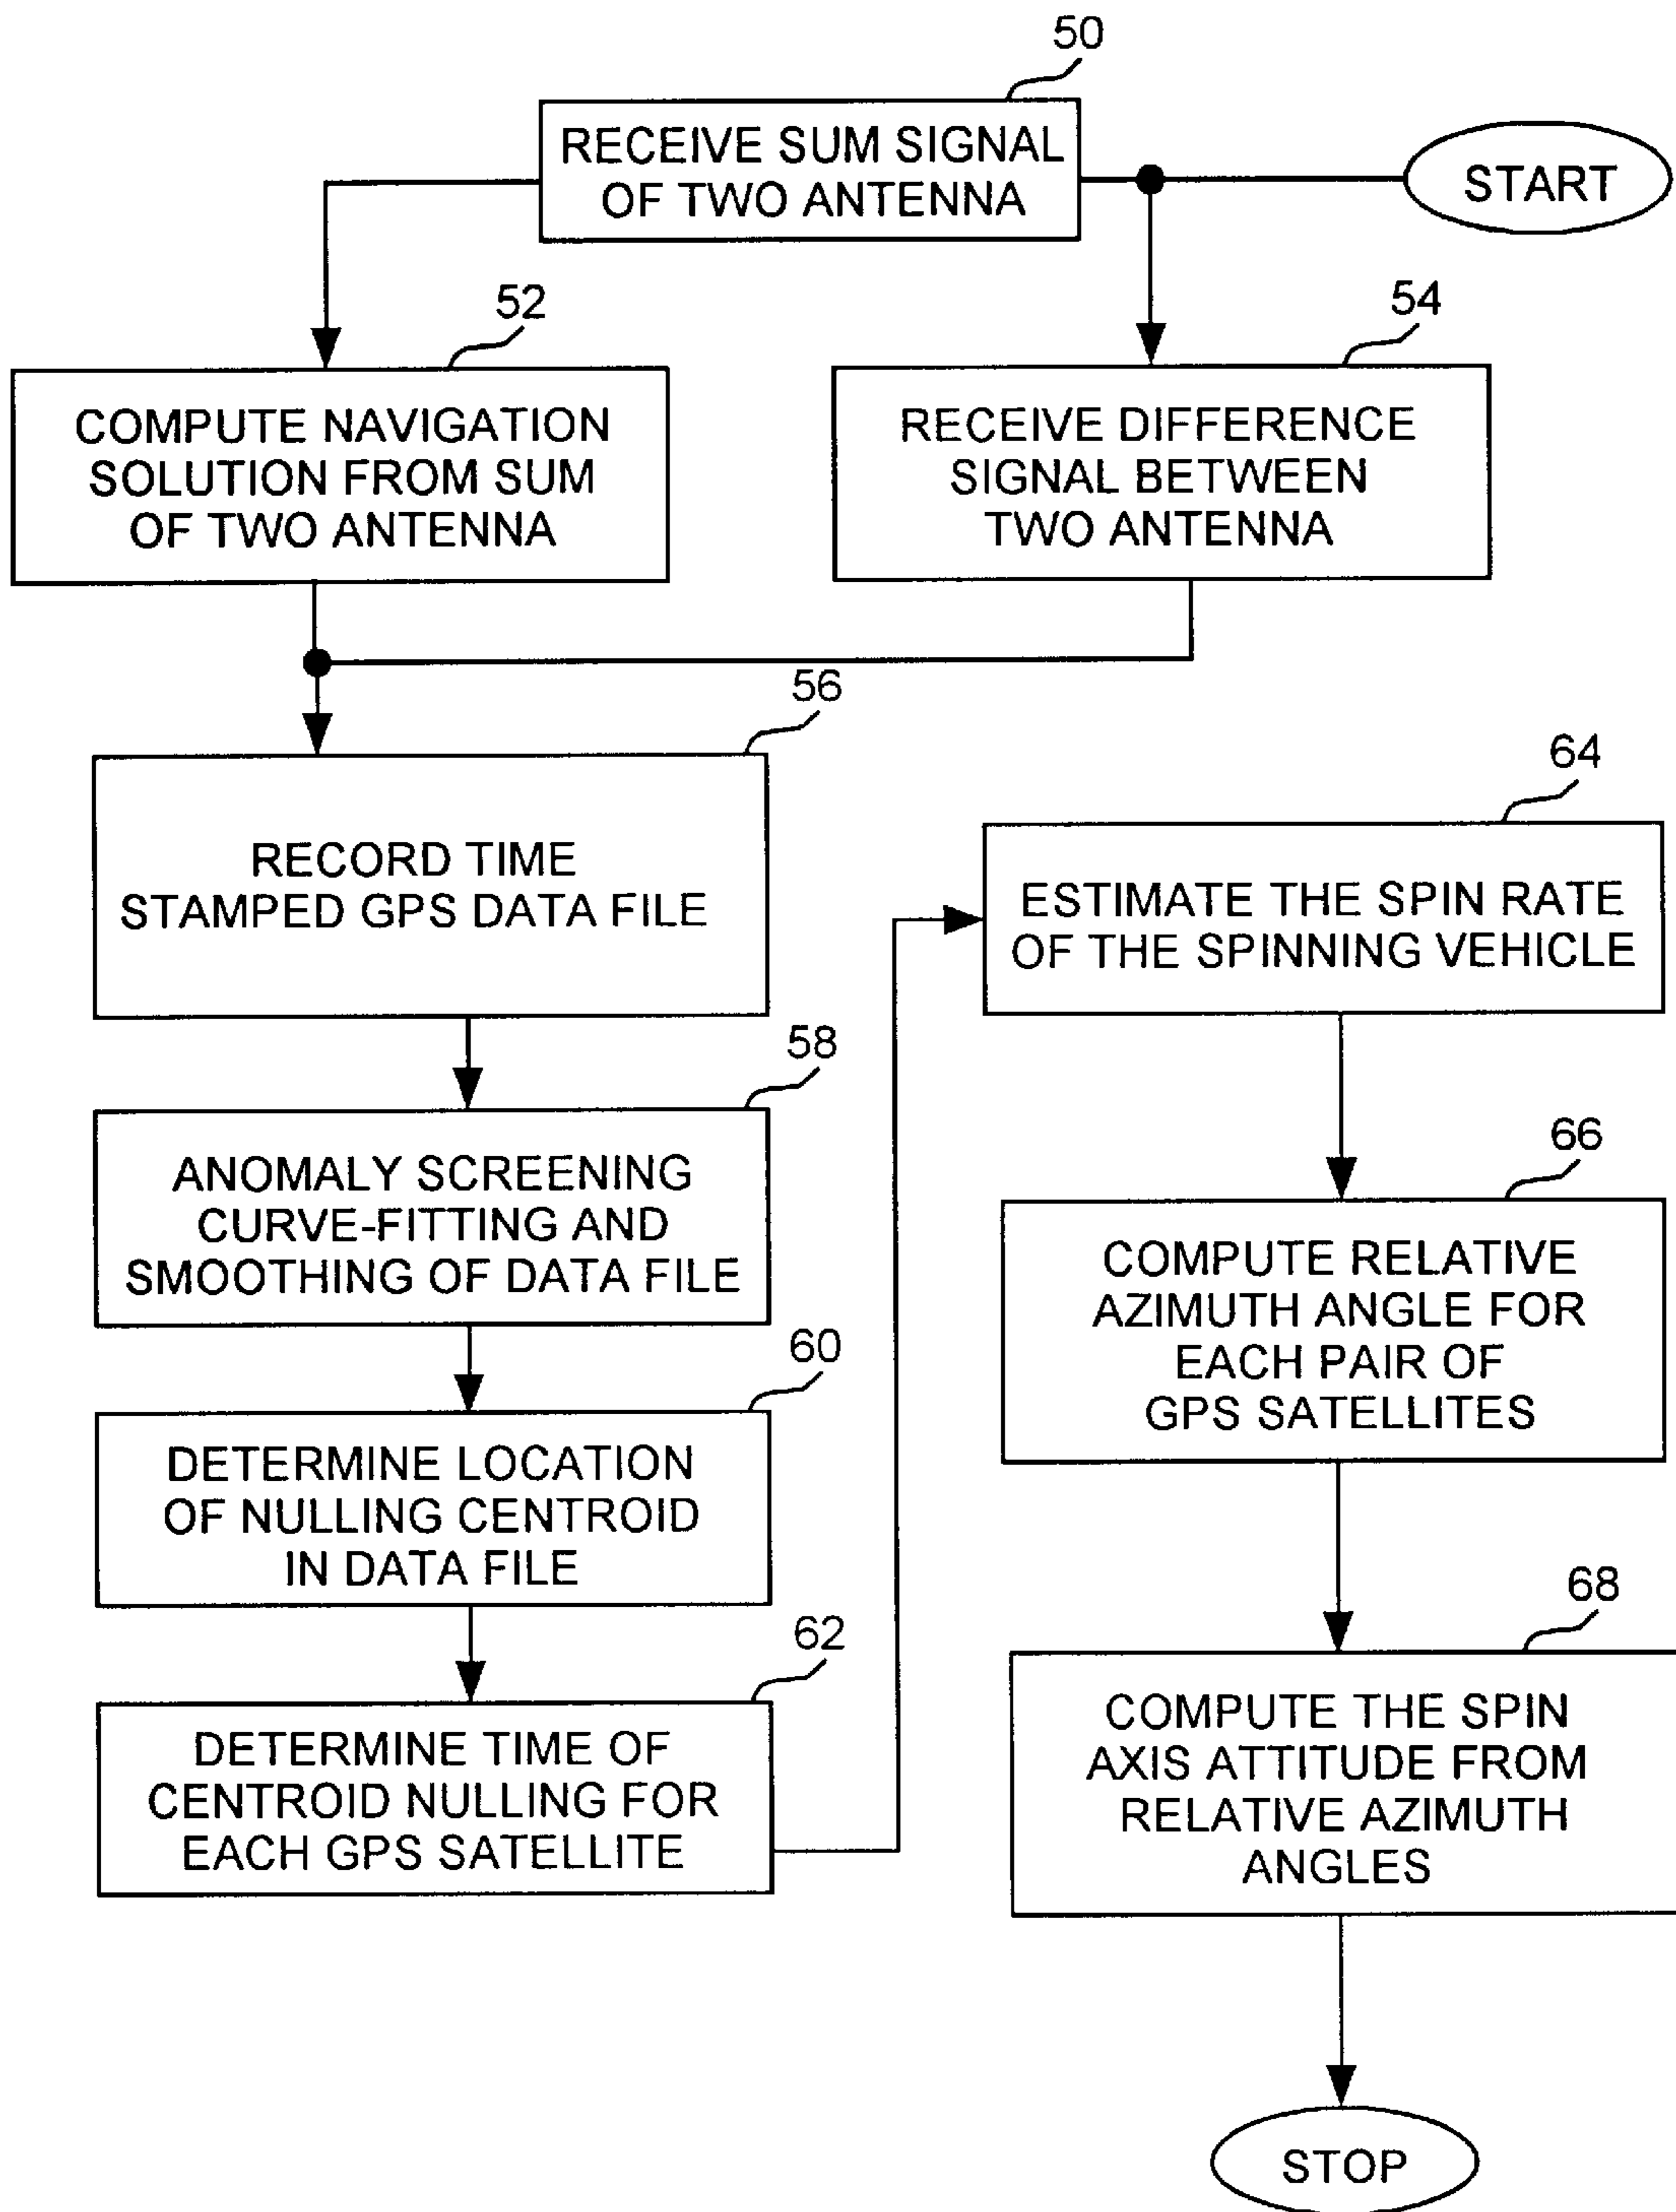 50
RECEIVE SUM SIGNAL
OF TWO ANTENNA
START
52
COMPUTE NAVIGATION
SOLUTION FROM SUM
OF TWO ANTENNA
54
RECEIVE DIFFERENCE
SIGNAL BETWEEN
TWO ANTENNA
56
RECORD TIME
STAMPED GPS DATA FILE
58
ANOMALY SCREENING
CURVE-FITTING AND
SMOOTHING OF DATA FILE
60
DETERMINE LOCATION
OF NULLING CENTROID
IN DATA FILE
62
DETERMINE TIME OF
CENTROID NULLING FOR
EACH GPS SATELLITE
64
ESTIMATE THE SPIN RATE
OF THE SPINNING VEHICLE
66
COMPUTE RELATIVE
AZIMUTH ANGLE FOR
EACH PAIR OF
GPS SATELLITES
68
COMPUTE THE SPIN
AXIS ATTITUDE FROM
RELATIVE AZIMUTH
ANGLES
STOP